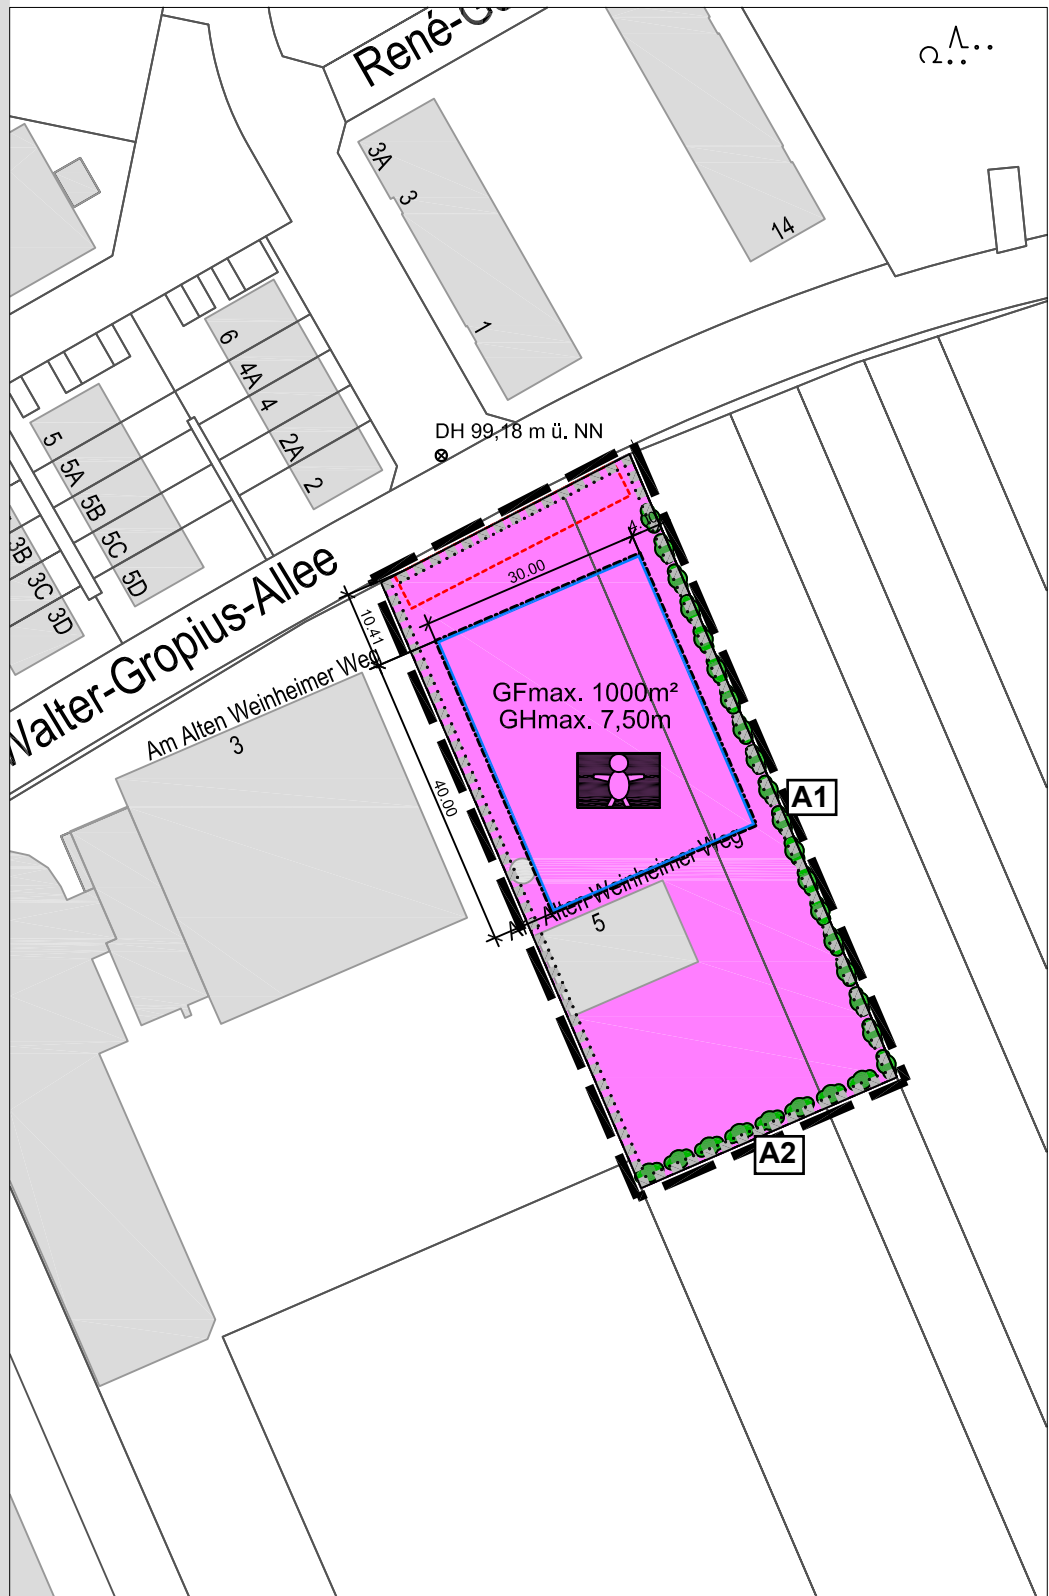 3A
3
1
14
6
4A
4
2A
2
5
5A
5B
5C
5D
3B
3C
3D
DH 99,18 m ü. NN
Walter-Gropius-Allee
30.00
10.41
40.00
Am Alten Weinheimer Weg
3
GFmax. 1000m²
GHmax. 7,50m
A1
Alten Weinheimer Weg
5
A2